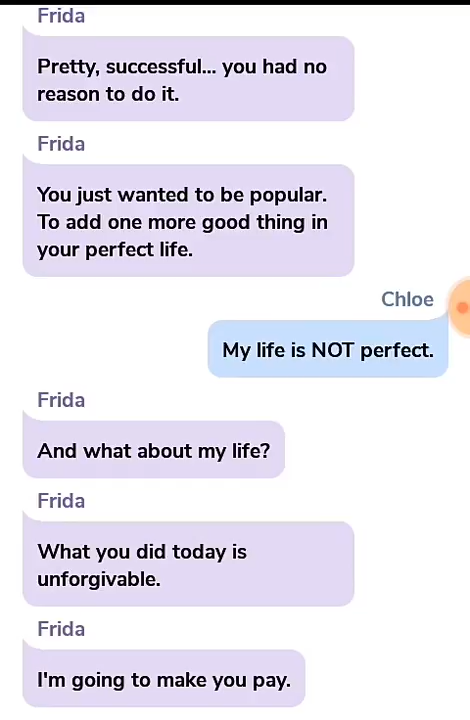 Frida
Pretty, successful... you had no
reason to do it.
Frida
You just wanted to be popular.
To add one more good thing in
your perfect life.
Chloe
My life is NOT perfect.
Frida
And what about my life?
Frida
What you did today is
unforgivable.
Frida
I'm going to make you pay.